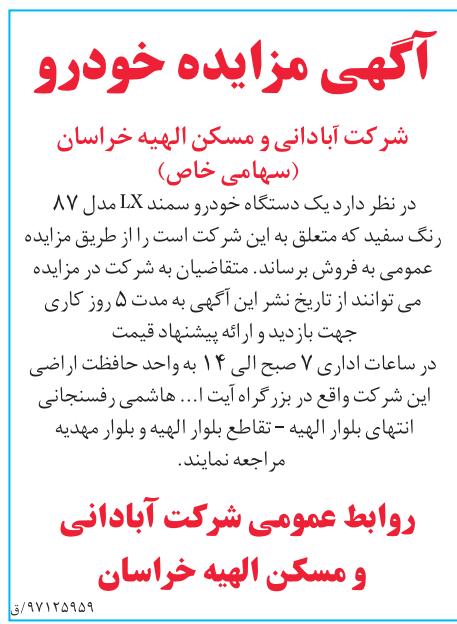 آگهی مزایده خودرو
شرکت آبادانی و مسکن الهیه خراسان
(سهامی خاص)
در نظر دارد یک دستگاه خودرو سمند LX مدل ۸۷
رنگ سفید که متعلق به این شرکت است را از طریق مزایده
عمومی به فروش برساند. متقاضیان به شرکت در مزایده
می توانند از تاریخ نشر این آگهی به مدت ۵ روز کاری
جهت بازدید و ارائه پیشنهاد قیمت
در ساعات اداری ۷ صبح الی ۱۴ به واحد حافظت اراضی
این شرکت واقع در بزرگراه آیت ا... هاشمی رفسنجانی
انتهای بلوار الهیه - تقاطع بلوار الهیه و بلوار مهدیه
مراجعه نمایند.
روابط عمومی شرکت آبادانی
و مسکن الهیه خراسان
۹۷۱۲۵۹۵۹/ق